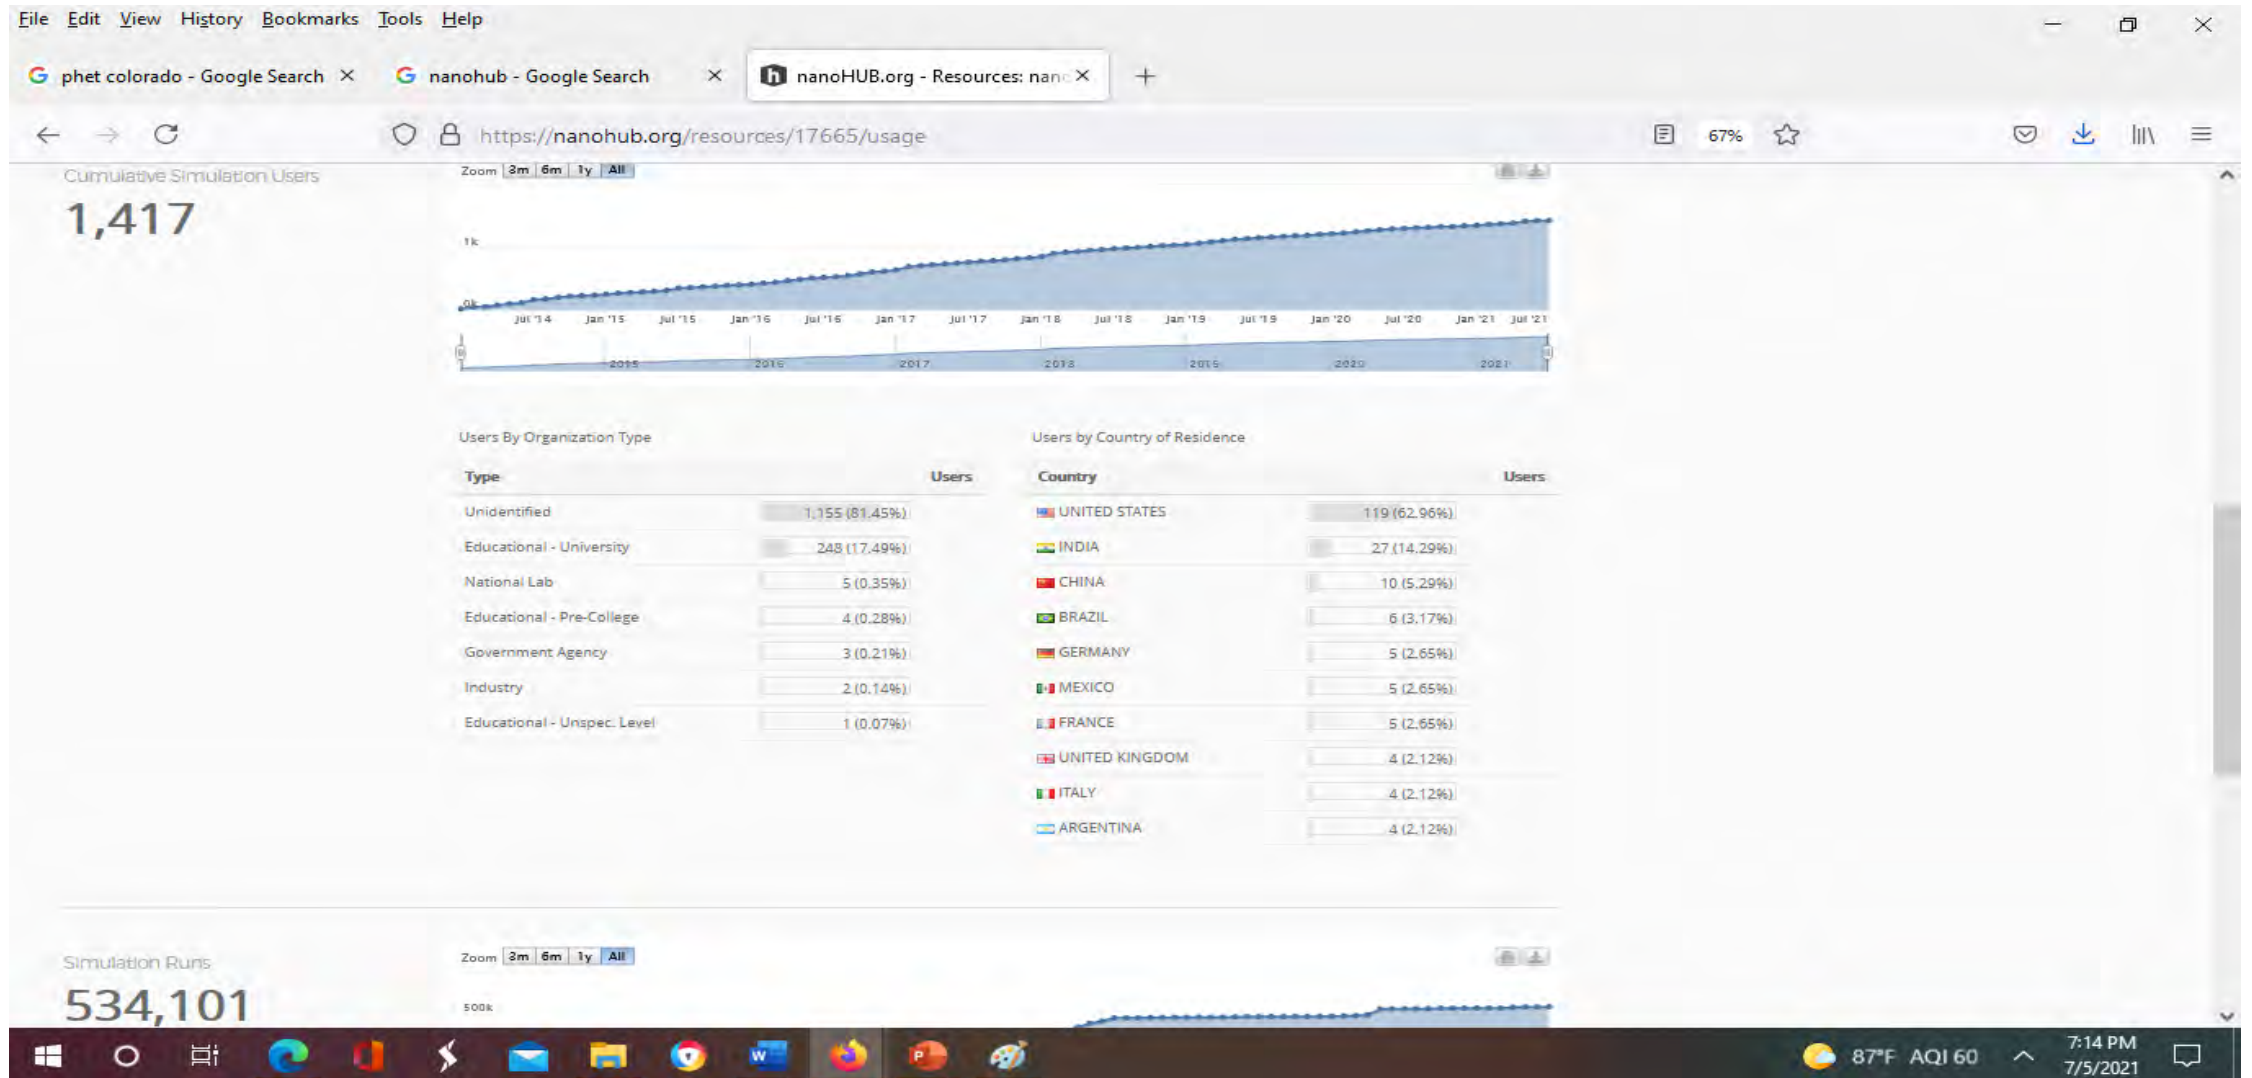 File Edit View History Bookmarks Tools Help
phet colorado - Google Search
nanohub - Google Search
nanoHUB.org - Resources: nan
https://nanohub.org/resources/17665/usage
67%
Cumulative Simulation Users
1,417
Zoom 3m 6m 1y All
1k
0k
Jul '14 Jan '15 Jul '15 Jan '16 Jul '16 Jan '17 Jul '17 Jan '18 Jul '18 Jan '19 Jul '19 Jan '20 Jul '20 Jan '21 Jul '21
2015 2016 2017 2018 2019 2020 2021
Users By Organization Type
Type Users
Unidentified 1,155 (81.45%)
Educational - University 248 (17.49%)
National Lab 5 (0.35%)
Educational - Pre-College 4 (0.28%)
Government Agency 3 (0.21%)
Industry 2 (0.14%)
Educational - Unspec. Level 1 (0.07%)
Users by Country of Residence
Country Users
UNITED STATES 119 (62.96%)
INDIA 27 (14.29%)
CHINA 10 (5.29%)
BRAZIL 6 (3.17%)
GERMANY 5 (2.65%)
MEXICO 5 (2.65%)
FRANCE 5 (2.65%)
UNITED KINGDOM 4 (2.12%)
ITALY 4 (2.12%)
ARGENTINA 4 (2.12%)
Simulation Runs
534,101
Zoom 3m 6m 1y All
500k
87°F AQI 60
7:14 PM
7/5/2021